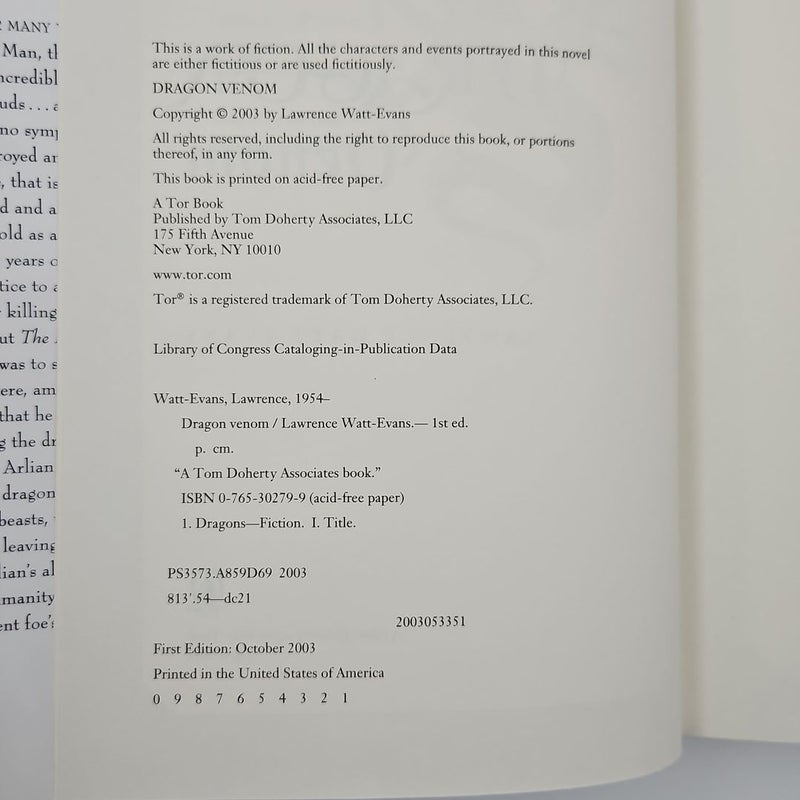 MANY
Man,
no
that is
and a
old as a
years
tice to
killing
ut The
was to
ere, am
that he
the
Arlian
dragon
beasts,
leaving
lian's
manity
ent foe's
This is a work of fiction. All the characters and events portrayed in this novel
are either fictitious or are used fictitiously.
DRAGON VENOM
Copyright © 2003 by Lawrence Watt-Evans
All rights reserved, including the right to reproduce this book, or portions
thereof, in any form.
This book is printed on acid-free paper.
A Tor Book
Published by Tom Doherty Associates, LLC
175 Fifth Avenue
New York, NY 10010
www.tor.com
Tor® is a registered trademark of Tom Doherty Associates, LLC.
Library of Congress Cataloging-in-Publication Data
Watt-Evans, Lawrence, 1954–
Dragon venom / Lawrence Watt-Evans.— 1st ed.
p. cm.
“A Tom Doherty Associates book.”
ISBN 0-765-30279-9 (acid-free paper)
1. Dragons—Fiction. I. Title.
PS3573.A859D69 2003
813'.54—dc21
2003053351
First Edition: October 2003
Printed in the United States of America
0 9 8 7 6 5 4 3 2 1